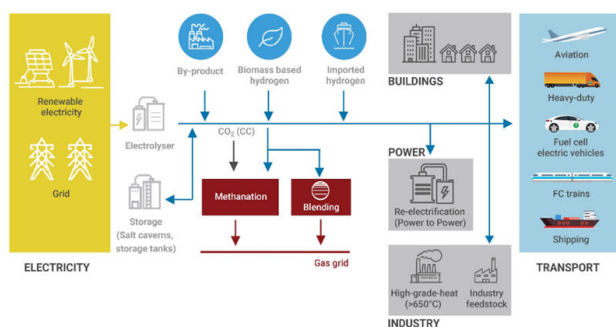 Renewable
electricity
Grid
ELECTRICITY
Electrolyser
Storage
(Salt caverns,
storage tanks)
By-product
Biomass based
hydrogen
Imported
hydrogen
CO₂ (CC)
Methanation
Blending
Gas grid
BUILDINGS
POWER
Re-electrification
(Power to Power)
High-grade-heat
(>650°C)
Industry
feedstock
INDUSTRY
Aviation
Heavy-duty
Fuel cell
electric vehicles
FC trains
Shipping
TRANSPORT